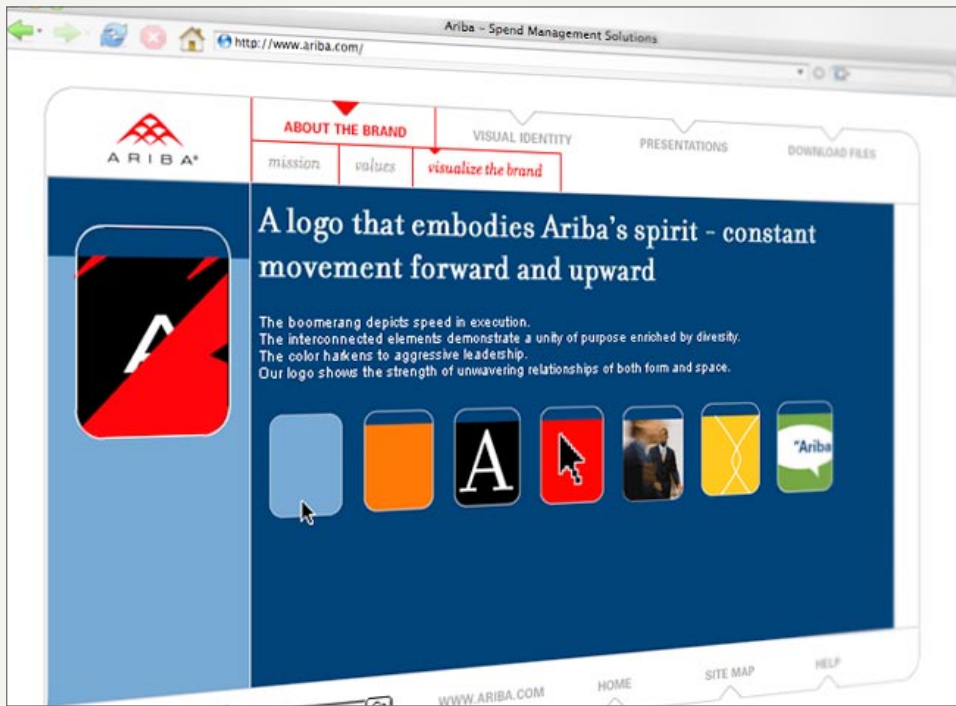 Ariba – Spend Management Solutions
http://www.ariba.com/
ARIBA®
ABOUT THE BRAND
VISUAL IDENTITY
PRESENTATIONS
DOWNLOAD FILES
mission
values
visualize the brand
A logo that embodies Ariba's spirit - constant
movement forward and upward
The boomerang depicts speed in execution.
The interconnected elements demonstrate a unity of purpose enriched by diversity.
The color harkens to aggressive leadership.
Our logo shows the strength of unwavering relationships of both form and space.
A
A
"Ariba
WWW.ARIBA.COM
HOME
SITE MAP
HELP